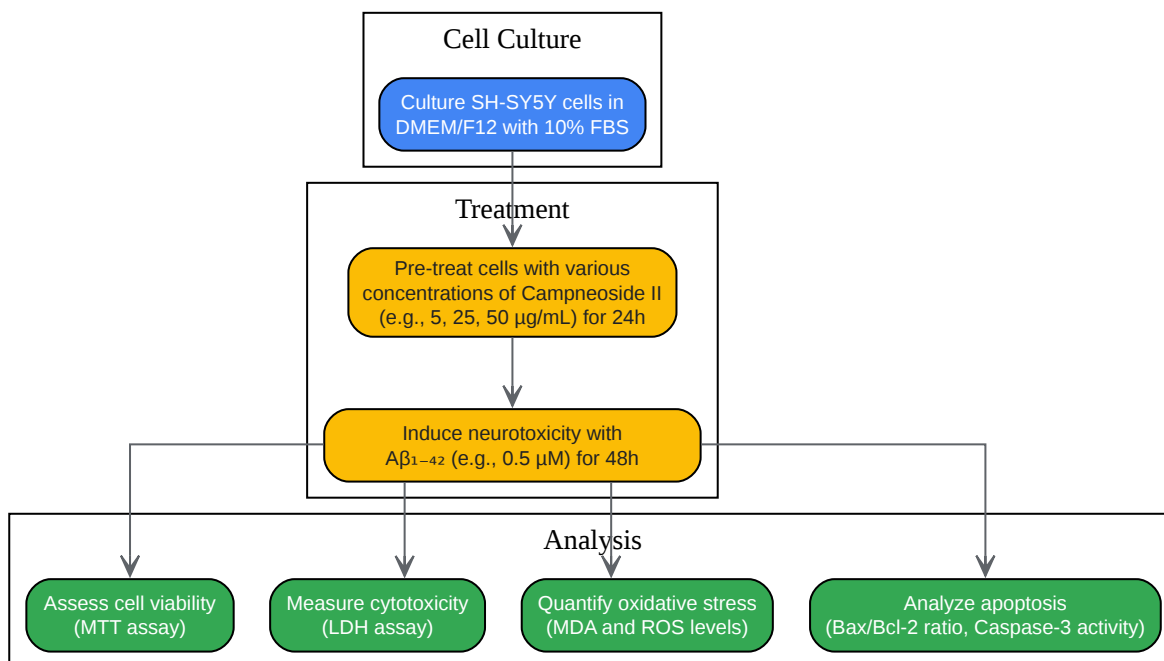 Cell Culture
Culture SH-SY5Y cells in
DMEM/F12 with 10% FBS
Treatment
Pre-treat cells with various
concentrations of Campneoside II
(e.g., 5, 25, 50 µg/mL) for 24h
Induce neurotoxicity with
Aβ₁₋₄₂ (e.g., 0.5 µM) for 48h
Analysis
Assess cell viability
(MTT assay)
Measure cytotoxicity
(LDH assay)
Quantify oxidative stress
(MDA and ROS levels)
Analyze apoptosis
(Bax/Bcl-2 ratio, Caspase-3 activity)